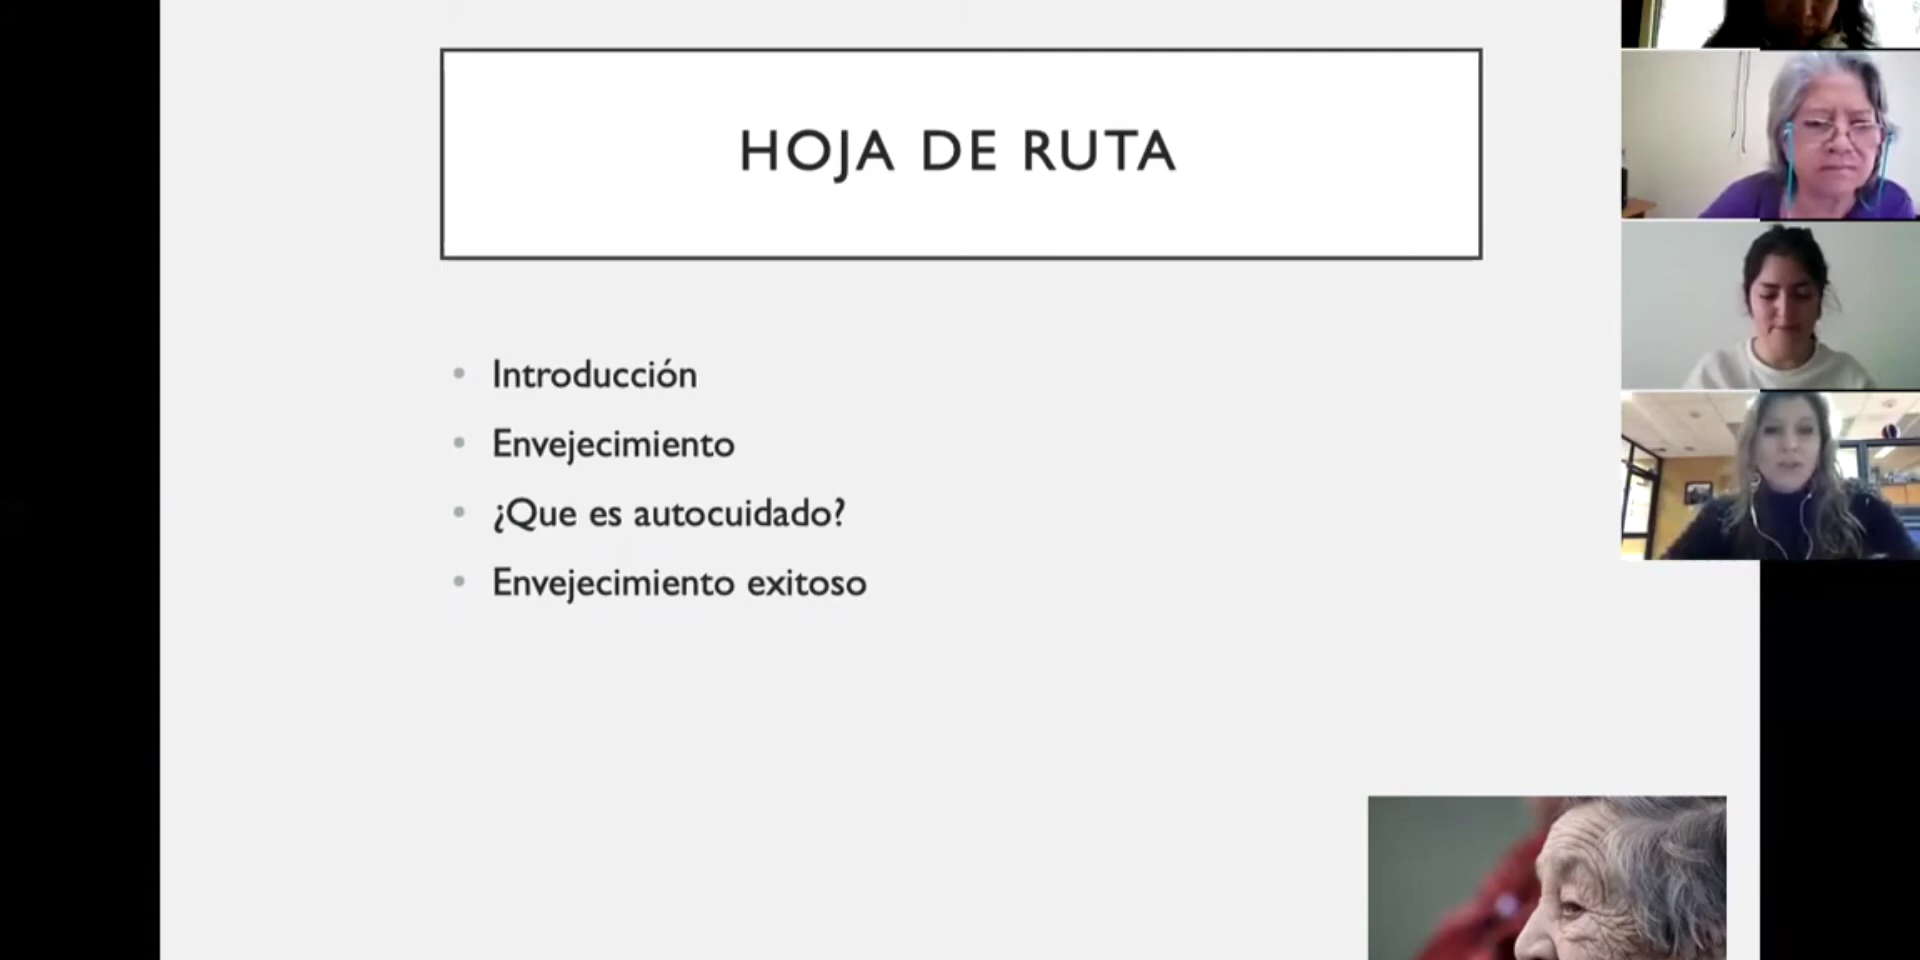 HOJA DE RUTA
Introducción
Envejecimiento
¿Que es autocuidado?
Envejecimiento exitoso